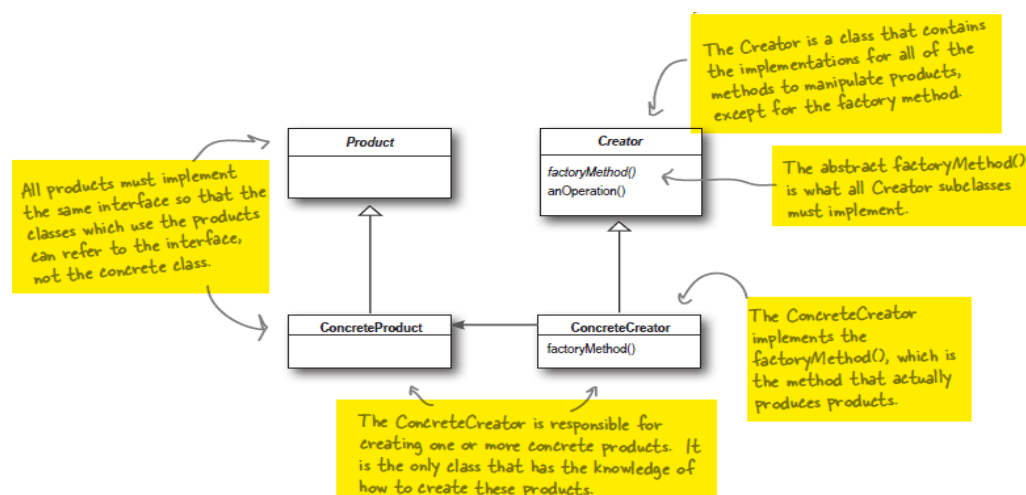 The Creator is a class that contains
the implementations for all of the
methods to manipulate products,
except for the factory method.
Product
Creator
factoryMethod()
anOperation()
The abstract factoryMethod()
is what all Creator subclasses
must implement.
All products must implement
the same interface so that the
classes which use the products
can refer to the interface,
not the concrete class.
ConcreteProduct
ConcreteCreator
factoryMethod()
The ConcreteCreator
implements the
factoryMethod(), which is
the method that actually
produces products.
The ConcreteCreator is responsible for
creating one or more concrete products. It
is the only class that has the knowledge of
how to create these products.